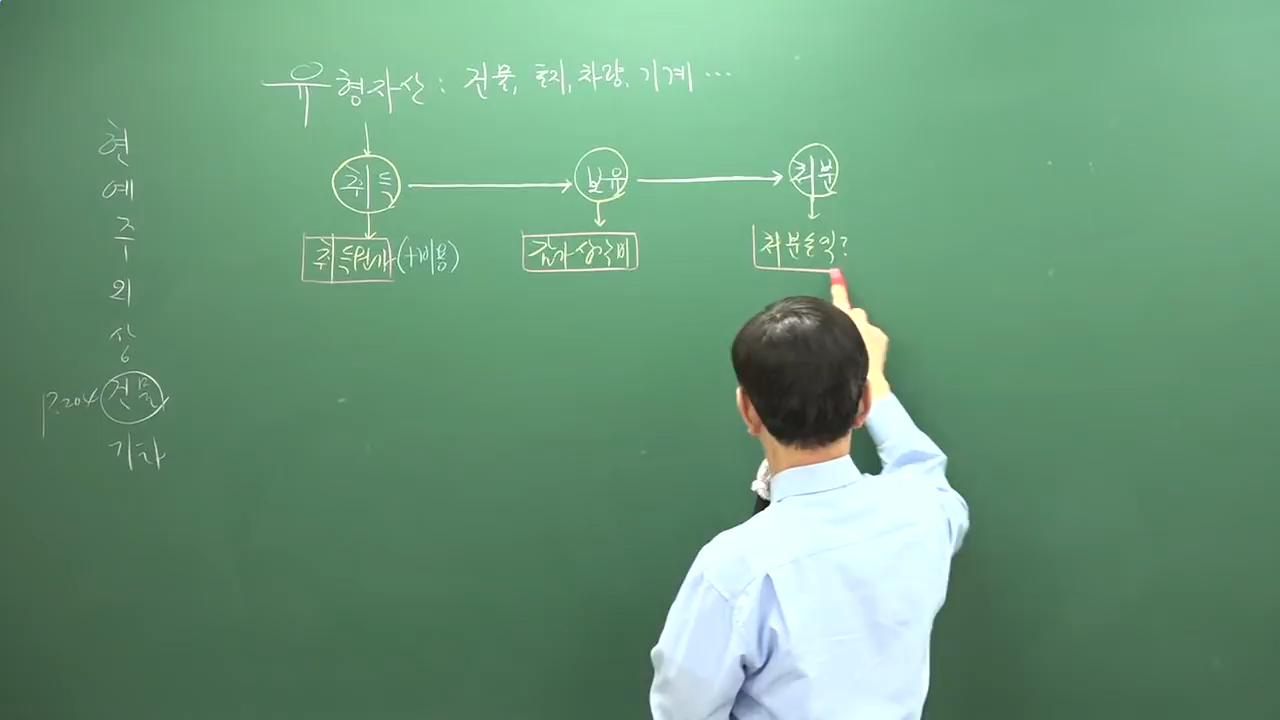 유형자산 : 건물, 토지, 차량, 기계 …
취득 → 보유 → 처분
취득원가 (+비용)
감가상각비
처분손익?
현
예
주
외
상
P.204 건물
기타